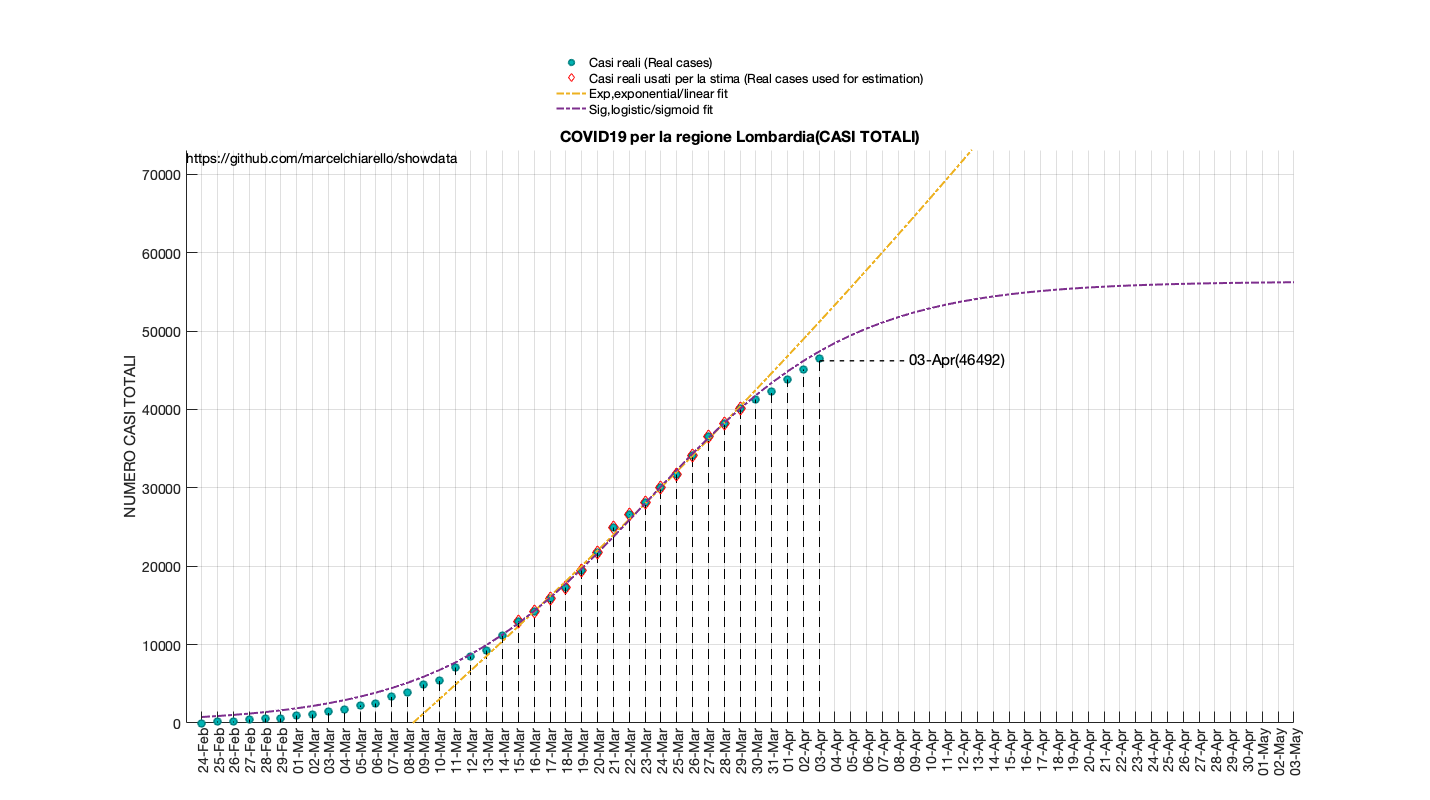 Casi reali (Real cases)
Casi reali usati per la stima (Real cases used for estimation)
Exp,exponential/linear fit
Sig,logistic/sigmoid fit
COVID19 per la regione Lombardia(CASI TOTALI)
https://github.com/marcelchiarello/showdata
NUMERO CASI TOTALI
70000
60000
50000
40000
30000
20000
10000
0
03-Apr(46492)
24-Feb
25-Feb
26-Feb
27-Feb
28-Feb
29-Feb
01-Mar
02-Mar
03-Mar
04-Mar
05-Mar
06-Mar
07-Mar
08-Mar
09-Mar
10-Mar
11-Mar
12-Mar
13-Mar
14-Mar
15-Mar
16-Mar
17-Mar
18-Mar
19-Mar
20-Mar
21-Mar
22-Mar
23-Mar
24-Mar
25-Mar
26-Mar
27-Mar
28-Mar
29-Mar
30-Mar
31-Mar
01-Apr
02-Apr
03-Apr
04-Apr
05-Apr
06-Apr
07-Apr
08-Apr
09-Apr
10-Apr
11-Apr
12-Apr
13-Apr
14-Apr
15-Apr
16-Apr
17-Apr
18-Apr
19-Apr
20-Apr
21-Apr
22-Apr
23-Apr
24-Apr
25-Apr
26-Apr
27-Apr
28-Apr
29-Apr
30-Apr
01-May
02-May
03-May